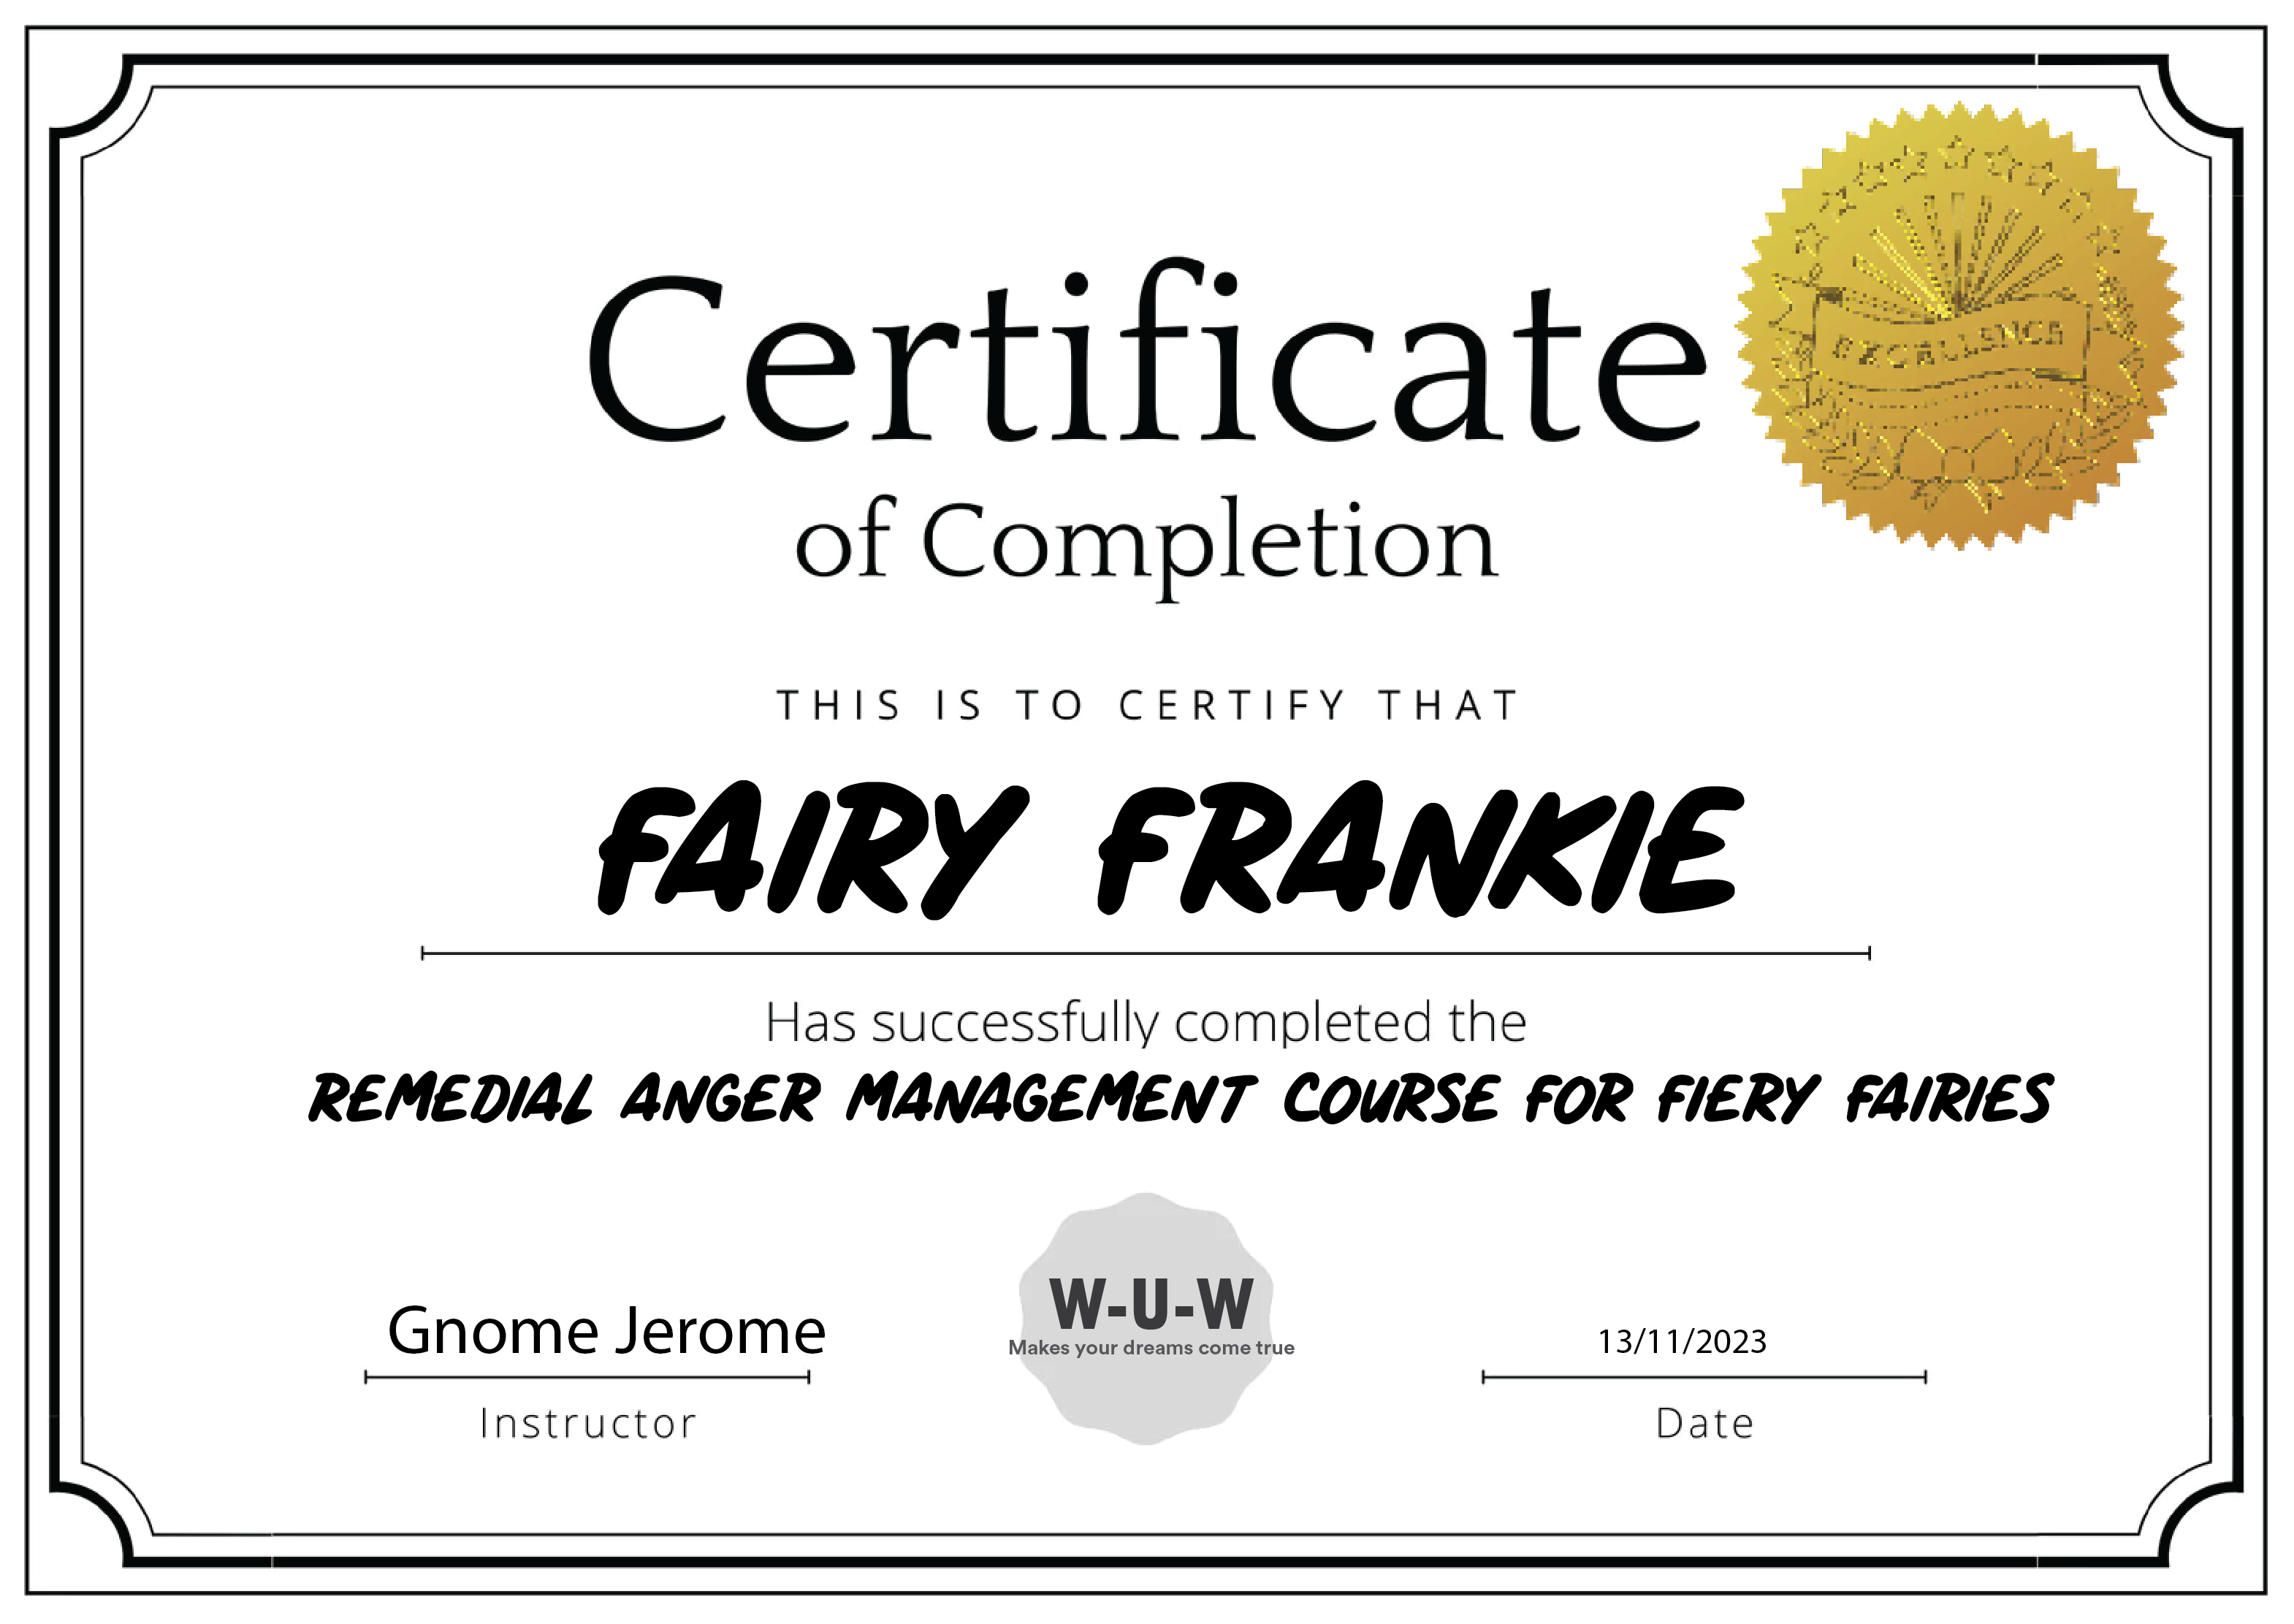 Certificate
EXCELLENCE
of Completion
THIS IS TO CERTIFY THAT
FAIRY FRANKIE
Has successfully completed the
REMEDIAL ANGER MANAGEMENT COURSE FOR FIERY FAIRIES
W-U-W
Makes your dreams come true
Gnome Jerome
13/11/2023
Instructor
Date